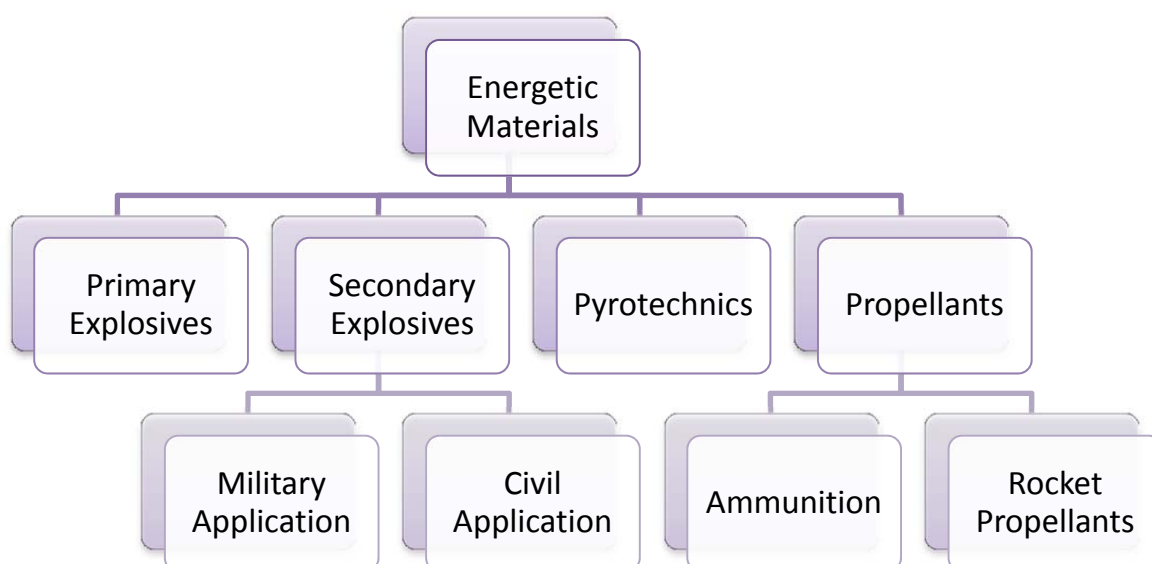 Energetic
Materials
Primary
Explosives
Secondary
Explosives
Pyrotechnics
Propellants
Military
Application
Civil
Application
Ammunition
Rocket
Propellants